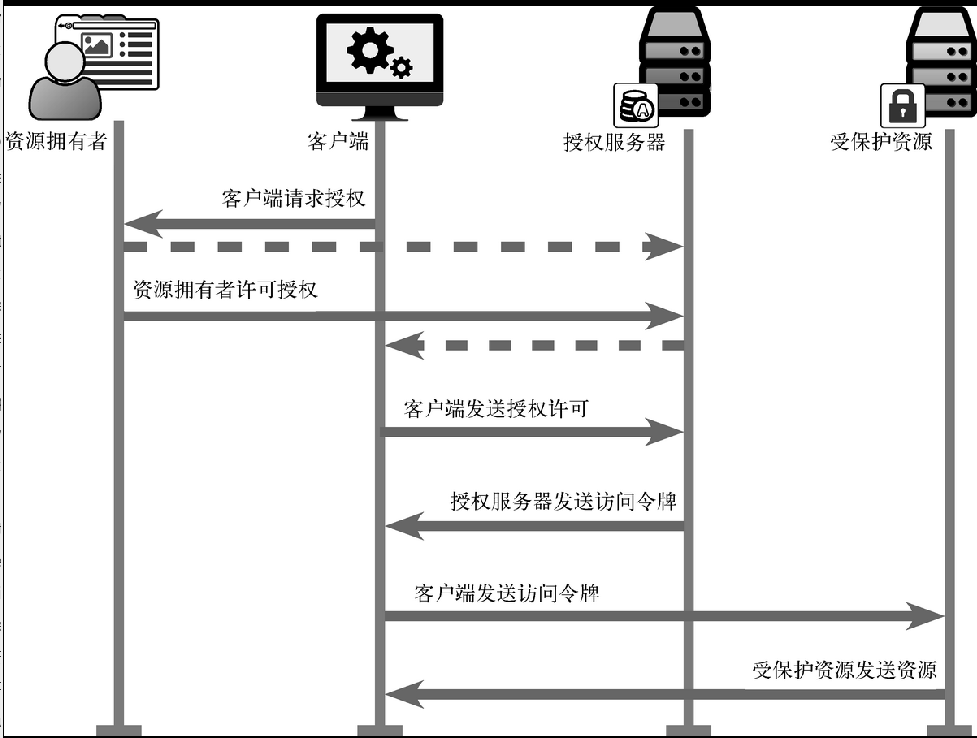 资源拥有者
客户端
授权服务器
受保护资源
客户端请求授权
资源拥有者许可授权
客户端发送授权许可
授权服务器发送访问令牌
客户端发送访问令牌
受保护资源发送资源